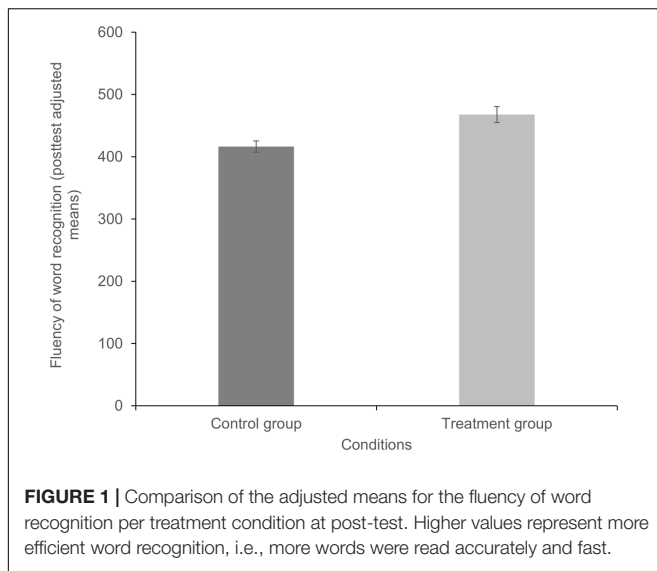 600
500
400
300
200
100
0
Fluency of word recognition (posttest adjusted
means)
Control group
Treatment group
Conditions
FIGURE 1 | Comparison of the adjusted means for the fluency of word
recognition per treatment condition at post-test. Higher values represent more
efficient word recognition, i.e., more words were read accurately and fast.